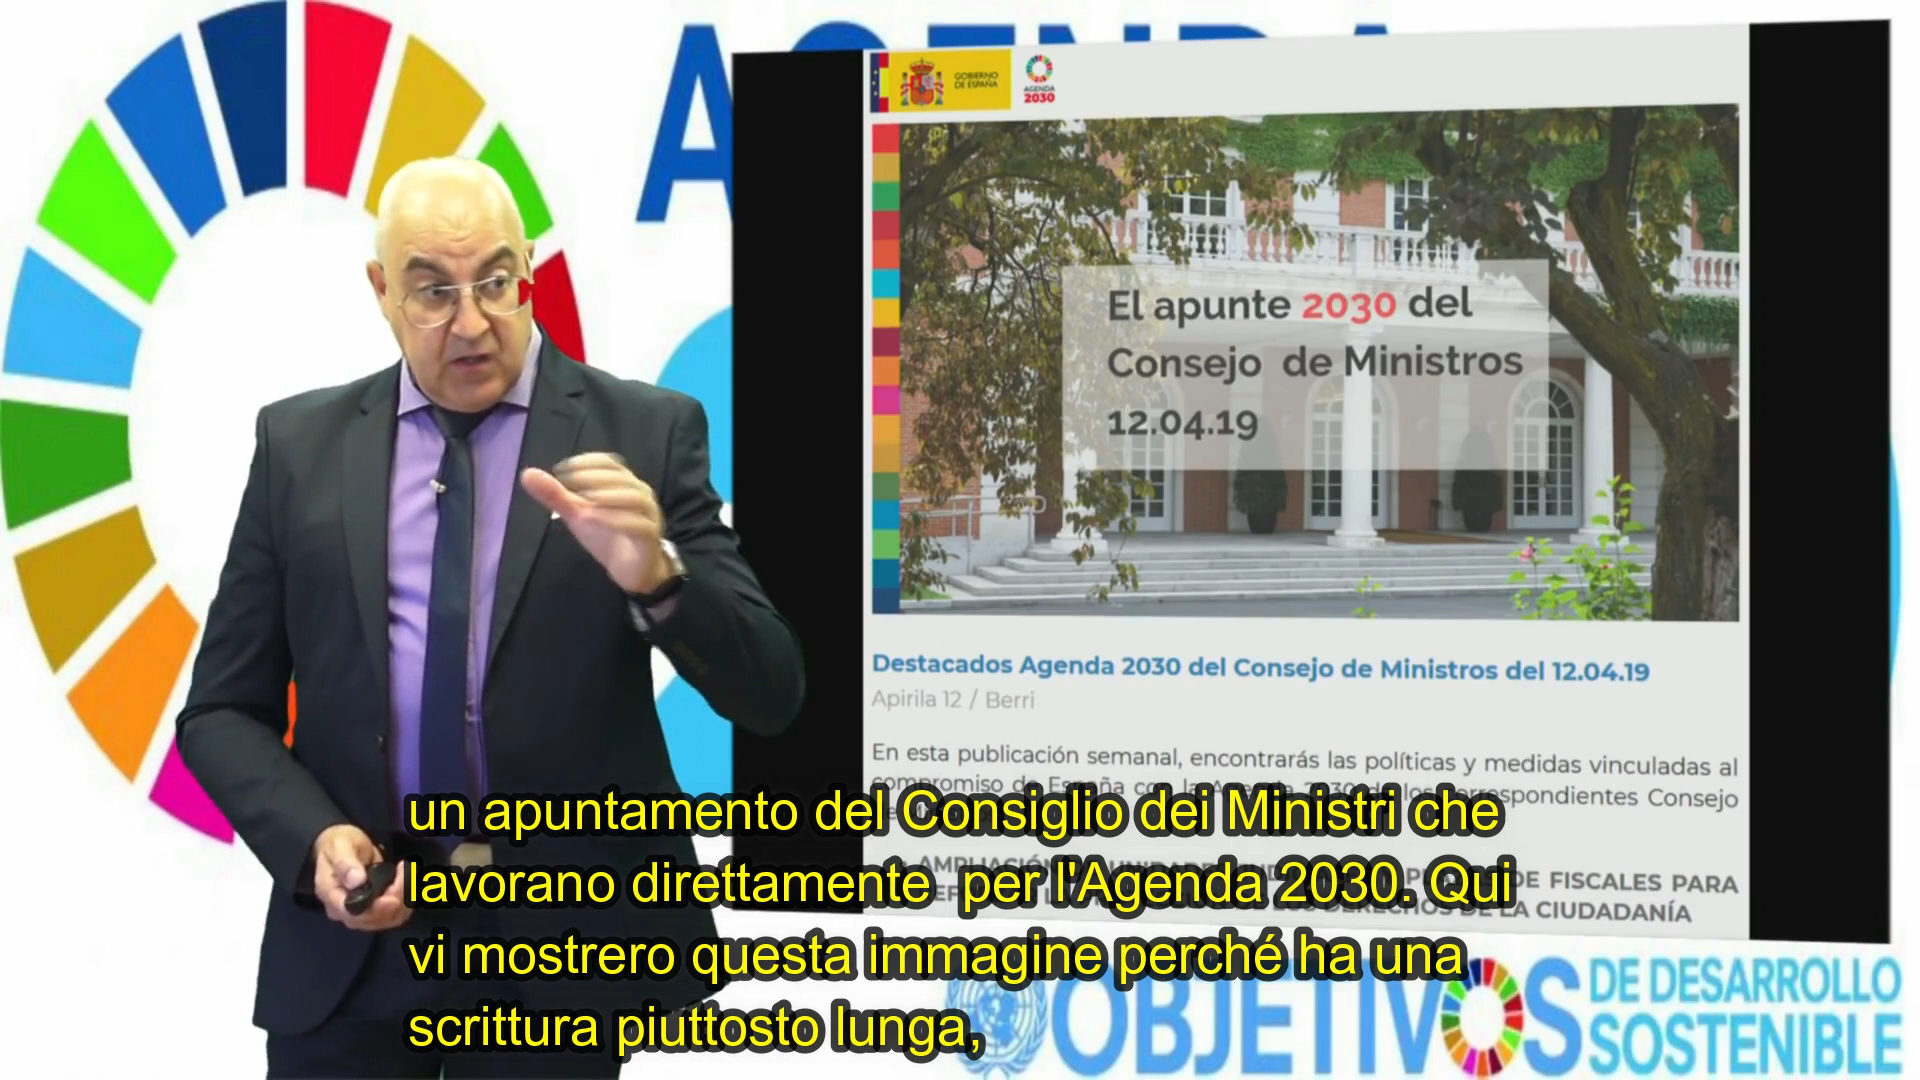 AGENDA
GOBIERNO
DE ESPAÑA
AGENDA
2030
El apunte 2030 del
Consejo de Ministros
12.04.19
Destacados Agenda 2030 del Consejo de Ministros del 12.04.19
Apirila 12 / Berri
En esta publicación semanal, encontrarás las políticas y medidas vinculadas al
compromiso de España con la Agenda 2030 de los correspondientes Consejo
AMPLIACIÓN DE FISCALES PARA
DERECHOS DE LA CIUDADANÍA
un apuntamento del Consiglio dei Ministri che
lavorano direttamente per l'Agenda 2030. Qui
vi mostrero questa immagine perché ha una
scrittura piuttosto lunga,
OBJETIVOS
DE DESARROLLO
SOSTENIBLE